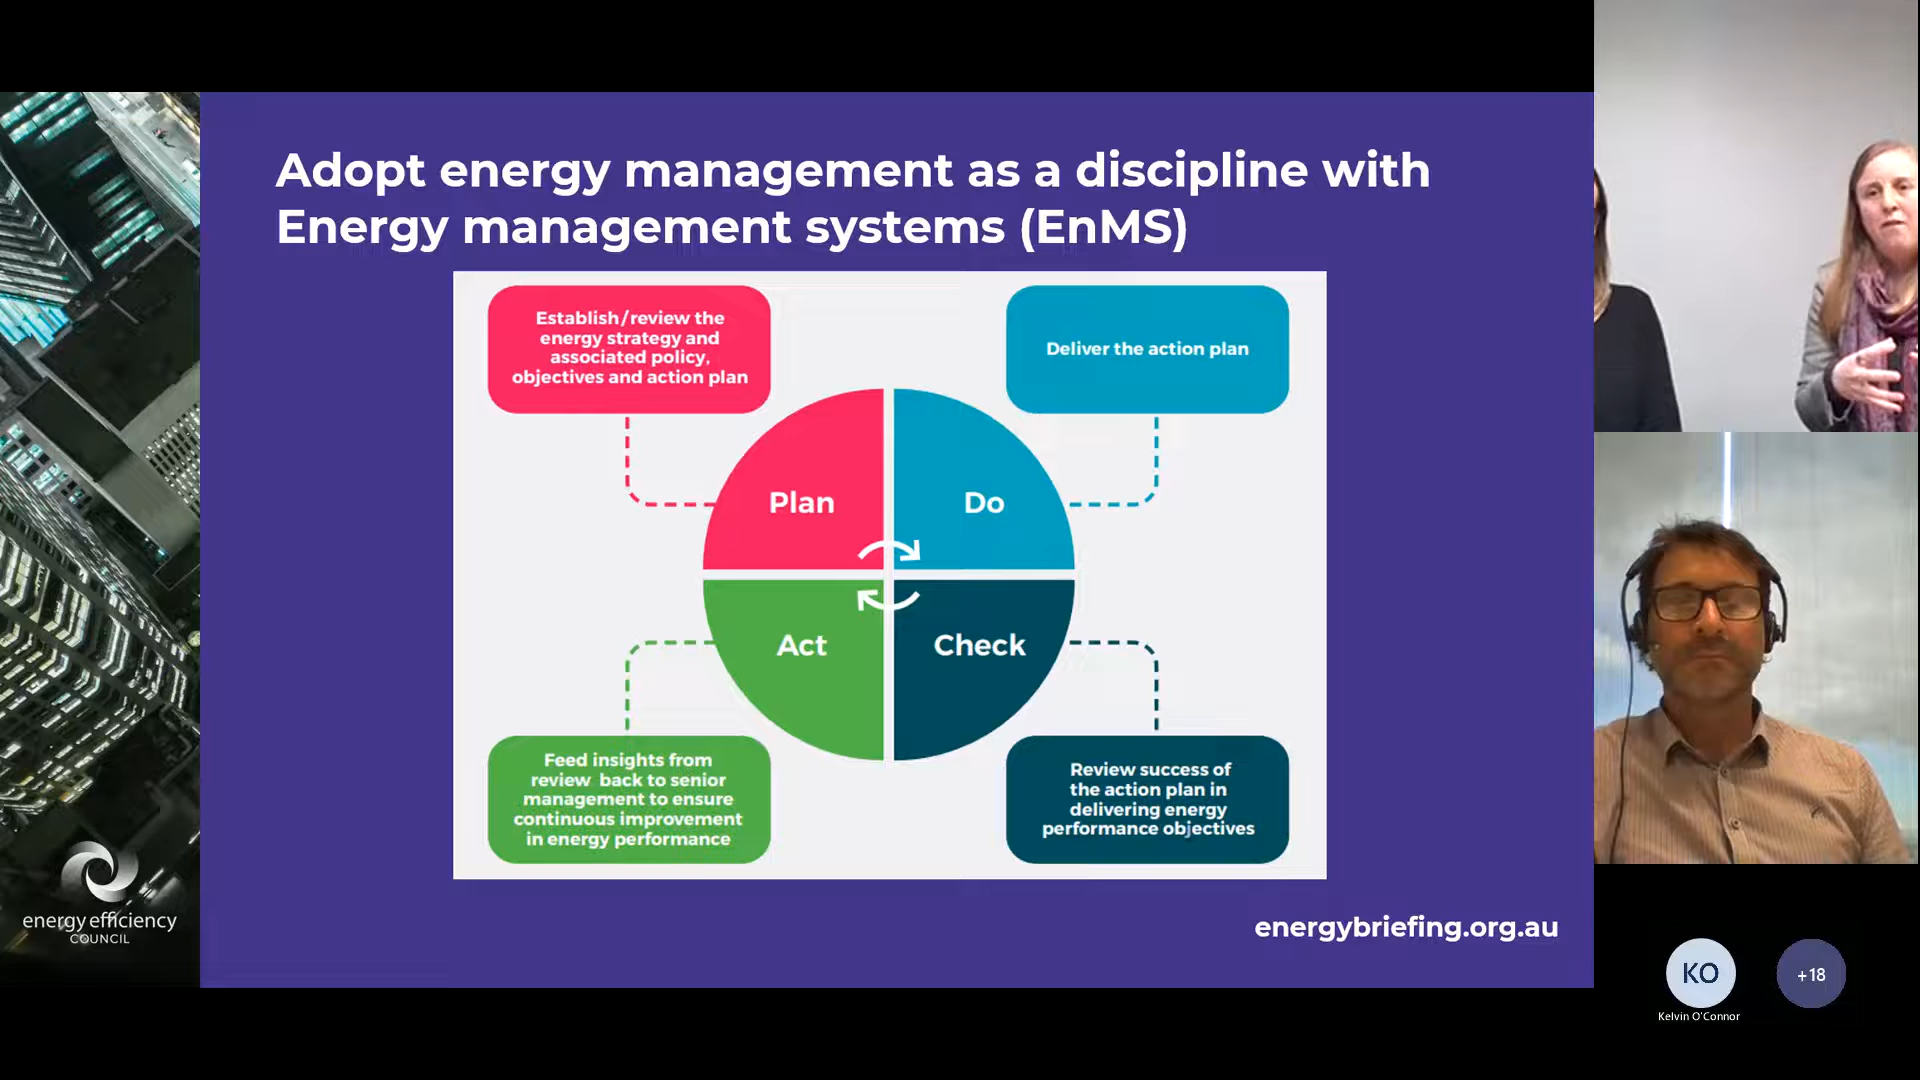 Adopt energy management as a discipline with
Energy management systems (EnMS)
Establish/review the
energy strategy and
associated policy,
objectives and action plan
Deliver the action plan
Plan
Do
Act
Check
Feed insights from
review back to senior
management to ensure
continuous improvement
in energy performance
Review success of
the action plan in
delivering energy
performance objectives
energy efficiency
COUNCIL
energybriefing.org.au
KO
+18
Kelvin O'Connor